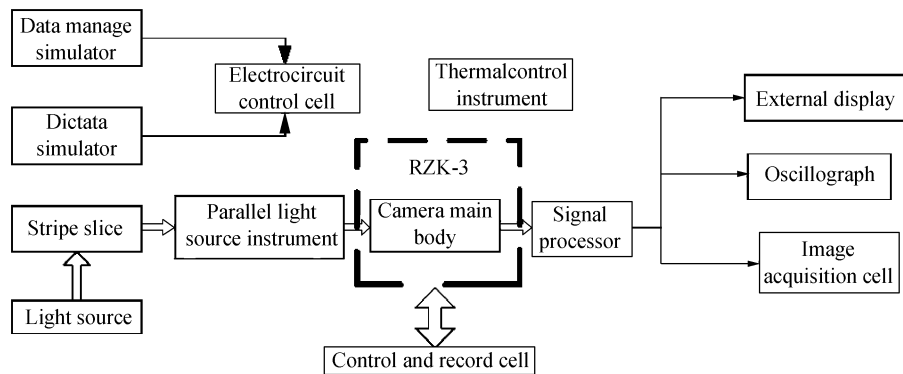 Data manage
simulator
Electrocircuit
control cell
Thermalcontrol
instrument
External display
Dictata
simulator
RZK-3
Oscillograph
Stripe slice
Parallel light
source instrument
Camera main
body
Signal
processor
Image
acquisition cell
Light source
Control and record cell